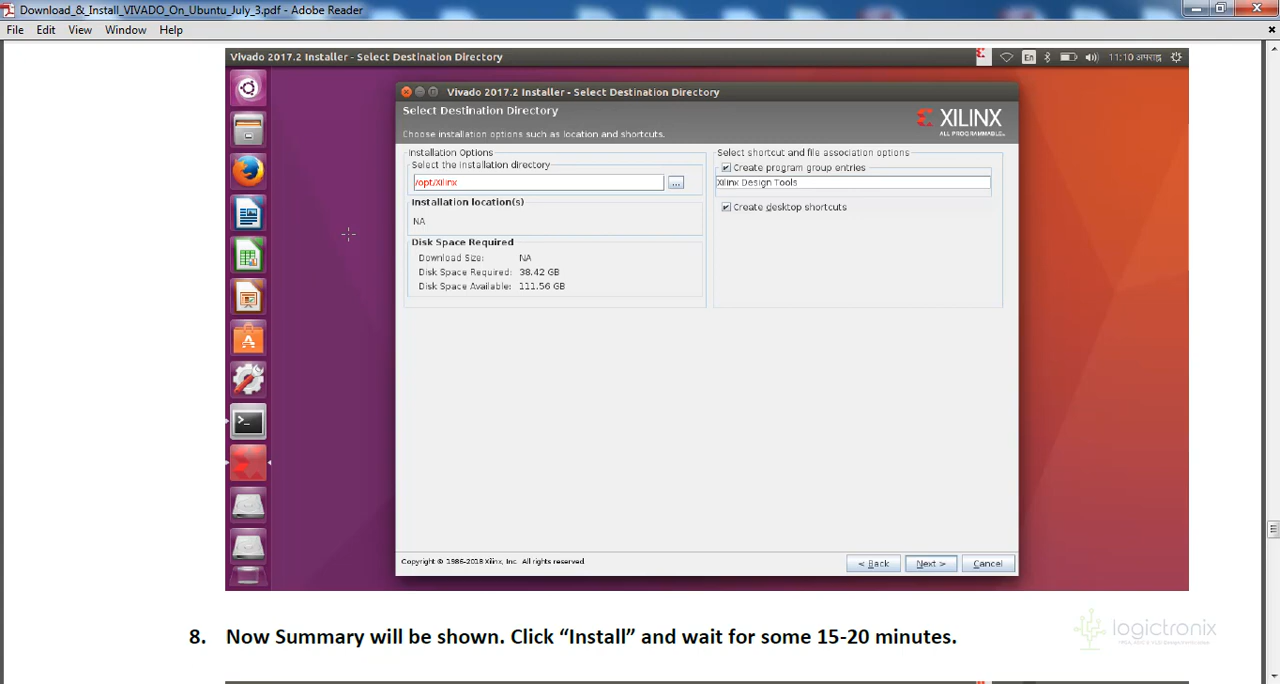 Download_&_Install_VIVADO_On_Ubuntu_July_3.pdf - Adobe Reader
File Edit View Window Help
Vivado 2017.2 Installer - Select Destination Directory
En
11:10 अपराह्न
Vivado 2017.2 Installer - Select Destination Directory
Select Destination Directory
Choose installation options such as location and shortcuts.
XILINX
ALL PROGRAMMABLE.
Installation Options
Select the installation directory
/opt/Xilinx
...
Installation location(s)
NA
Disk Space Required
Download Size: NA
Disk Space Required: 38.42 GB
Disk Space Available: 111.56 GB
Select shortcut and file association options
Create program group entries
Xilinx Design Tools
Create desktop shortcuts
Copyright © 1986-2018 Xilinx, Inc. All rights reserved.
< Back
Next >
Cancel
8. Now Summary will be shown. Click “Install” and wait for some 15-20 minutes.
logictronix